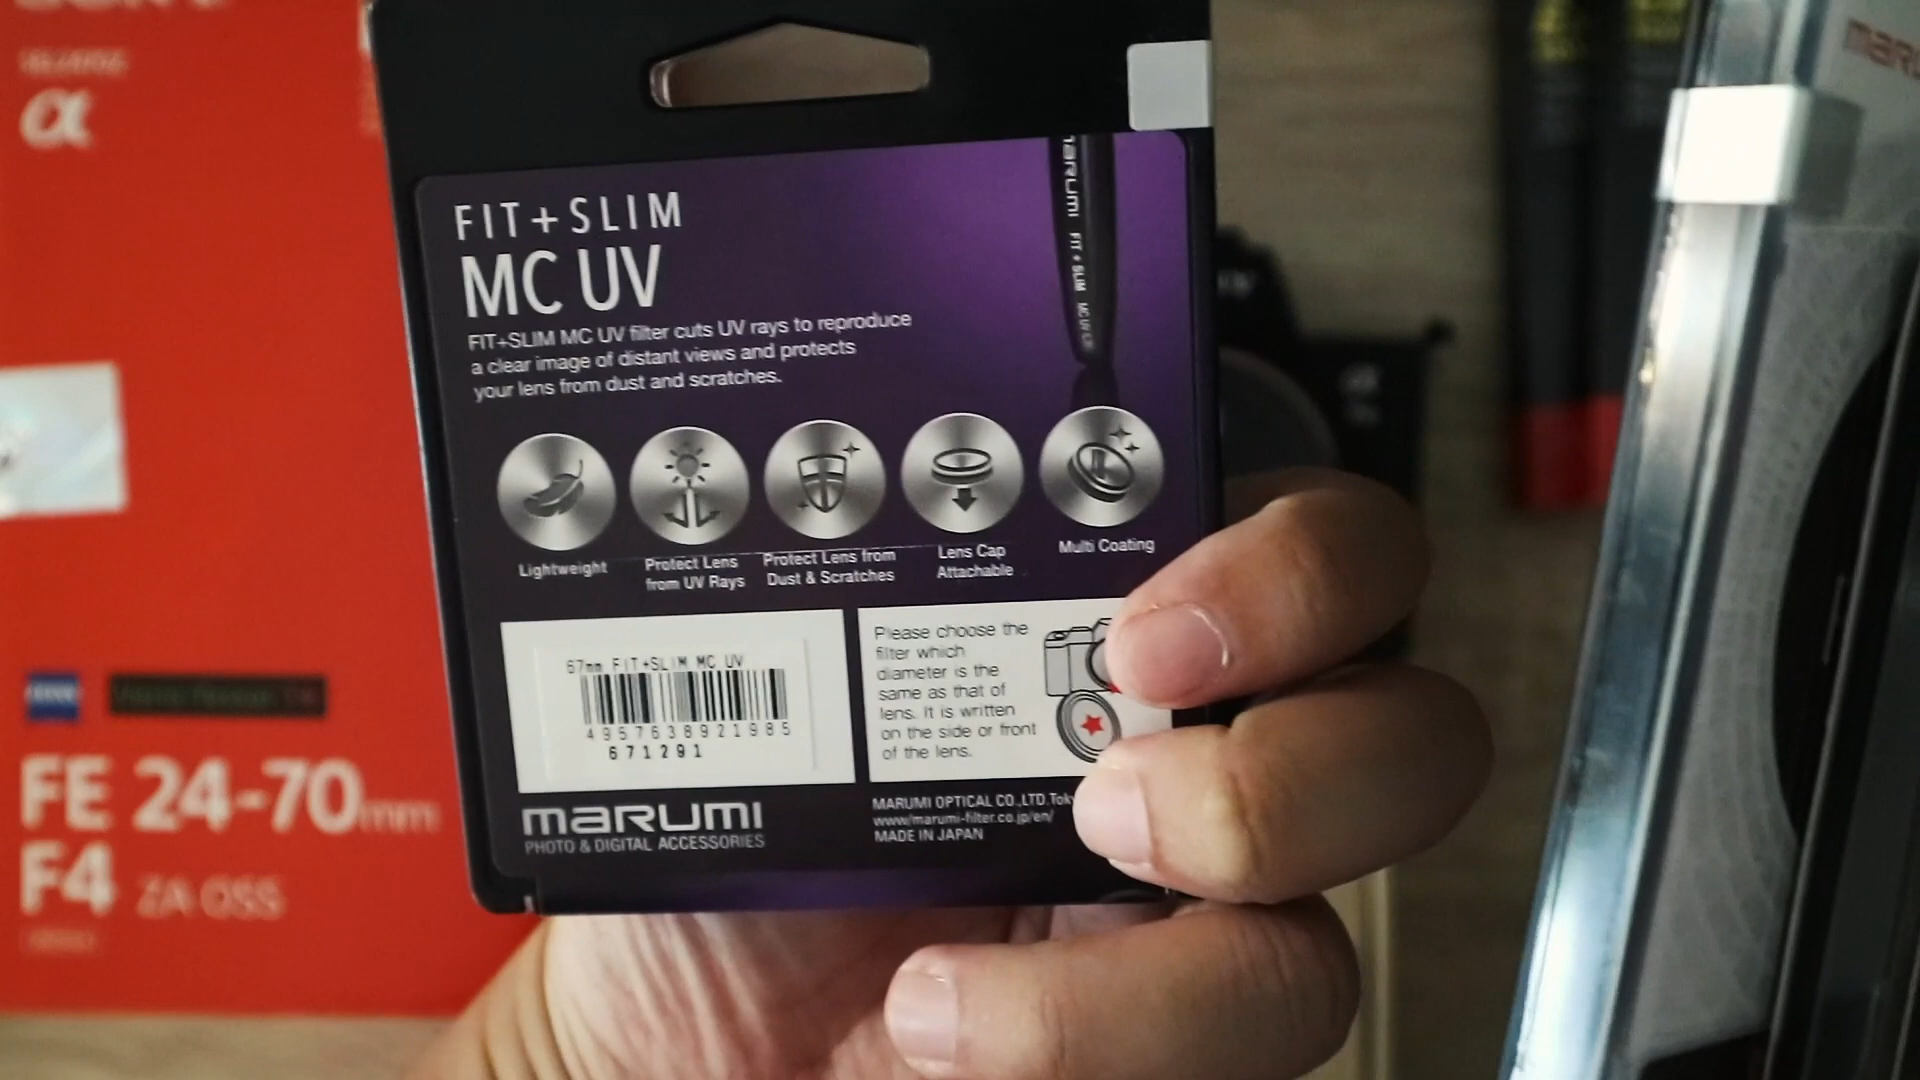 α
FE 24-70mm
F4 ZA OSS
FIT+SLIM
MC UV
FIT+SLIM MC UV filter cuts UV rays to reproduce
a clear image of distant views and protects
your lens from dust and scratches.
marumi FIT+SLIM MC UV
Lightweight
Protect Lens
from UV Rays
Protect Lens from
Dust & Scratches
Lens Cap
Attachable
Multi Coating
67mm FIT+SLIM MC UV
4957638921985
671291
Please choose the
filter which
diameter is the
same as that of
lens. It is written
on the side or front
of the lens.
marumi
PHOTO & DIGITAL ACCESSORIES
MARUMI OPTICAL CO.,LTD.Tok
www/marumi-filter.co.jp/en/
MADE IN JAPAN